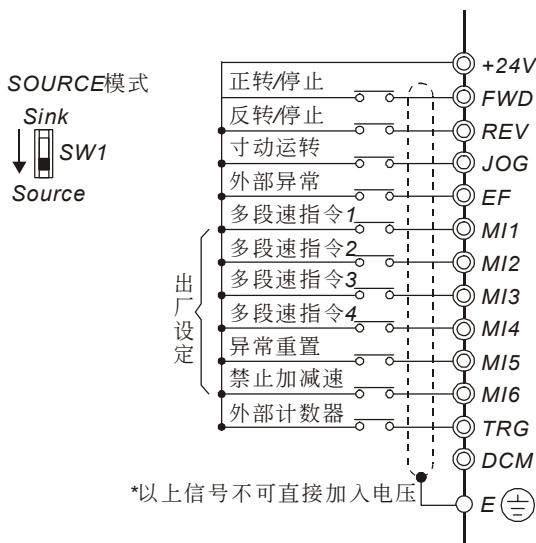 SOURCE模式
Sink
SW1
Source
+24V
正转/停止
FWD
反转/停止
REV
寸动运转
JOG
外部异常
EF
多段速指令1
MI1
多段速指令2
MI2
多段速指令3
MI3
多段速指令4
MI4
异常重置
MI5
禁止加减速
MI6
外部计数器
TRG
出厂设定
DCM
*以上信号不可直接加入电压
E